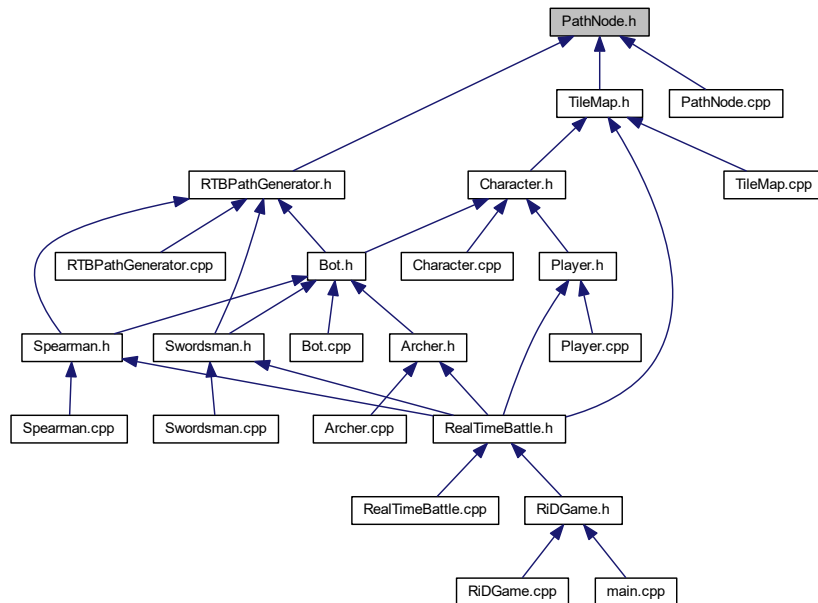 PathNode.h
TileMap.h
PathNode.cpp
RTBPathGenerator.h
Character.h
TileMap.cpp
RTBPathGenerator.cpp
Bot.h
Character.cpp
Player.h
Spearman.h
Swordsman.h
Bot.cpp
Archer.h
Player.cpp
Spearman.cpp
Swordsman.cpp
Archer.cpp
RealTimeBattle.h
RealTimeBattle.cpp
RiDGame.h
RiDGame.cpp
main.cpp